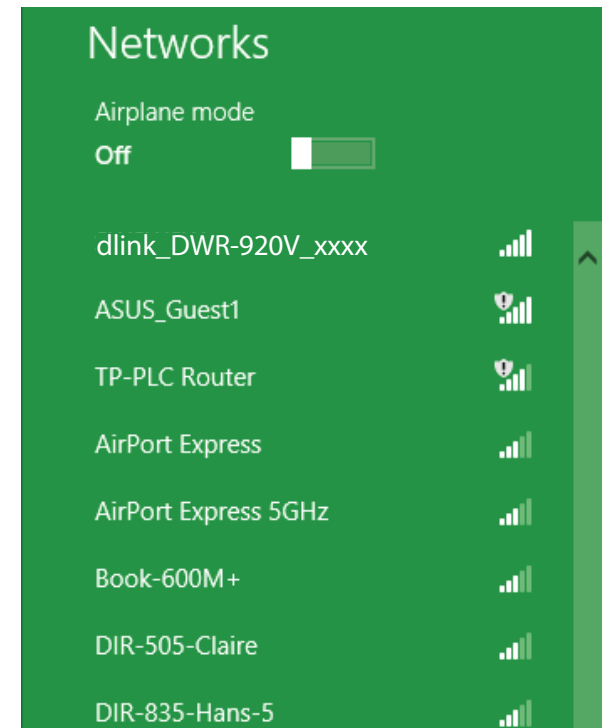 Networks
Airplane mode
Off
dlink_DWR-920V_xxxx
ASUS_Guest1
TP-PLC Router
AirPort Express
AirPort Express 5GHz
Book-600M+
DIR-505-Claire
DIR-835-Hans-5